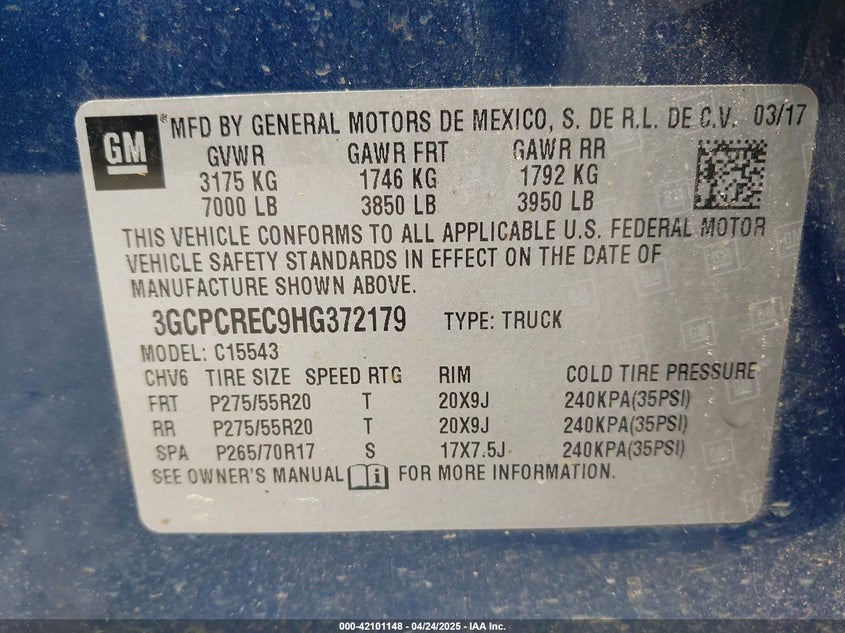 GM
® MFD BY GENERAL MOTORS DE MEXICO, S. DE R.L. DE C.V. 03/17
GVWR GAWR FRT GAWR RR
3175 KG 1746 KG 1792 KG
7000 LB 3850 LB 3950 LB
THIS VEHICLE CONFORMS TO ALL APPLICABLE U.S. FEDERAL MOTOR
VEHICLE SAFETY STANDARDS IN EFFECT ON THE DATE OF
MANUFACTURE SHOWN ABOVE.
3GCPCREC9HG372179 TYPE: TRUCK
MODEL: C15543
CHV6 TIRE SIZE SPEED RTG RIM COLD TIRE PRESSURE
FRT P275/55R20 T 20X9J 240KPA(35PSI)
RR P275/55R20 T 20X9J 240KPA(35PSI)
SPA P265/70R17 S 17X7.5J 240KPA(35PSI)
SEE OWNER'S MANUAL FOR MORE INFORMATION.
000-42101148 - 04/24/2025 - IAA Inc.